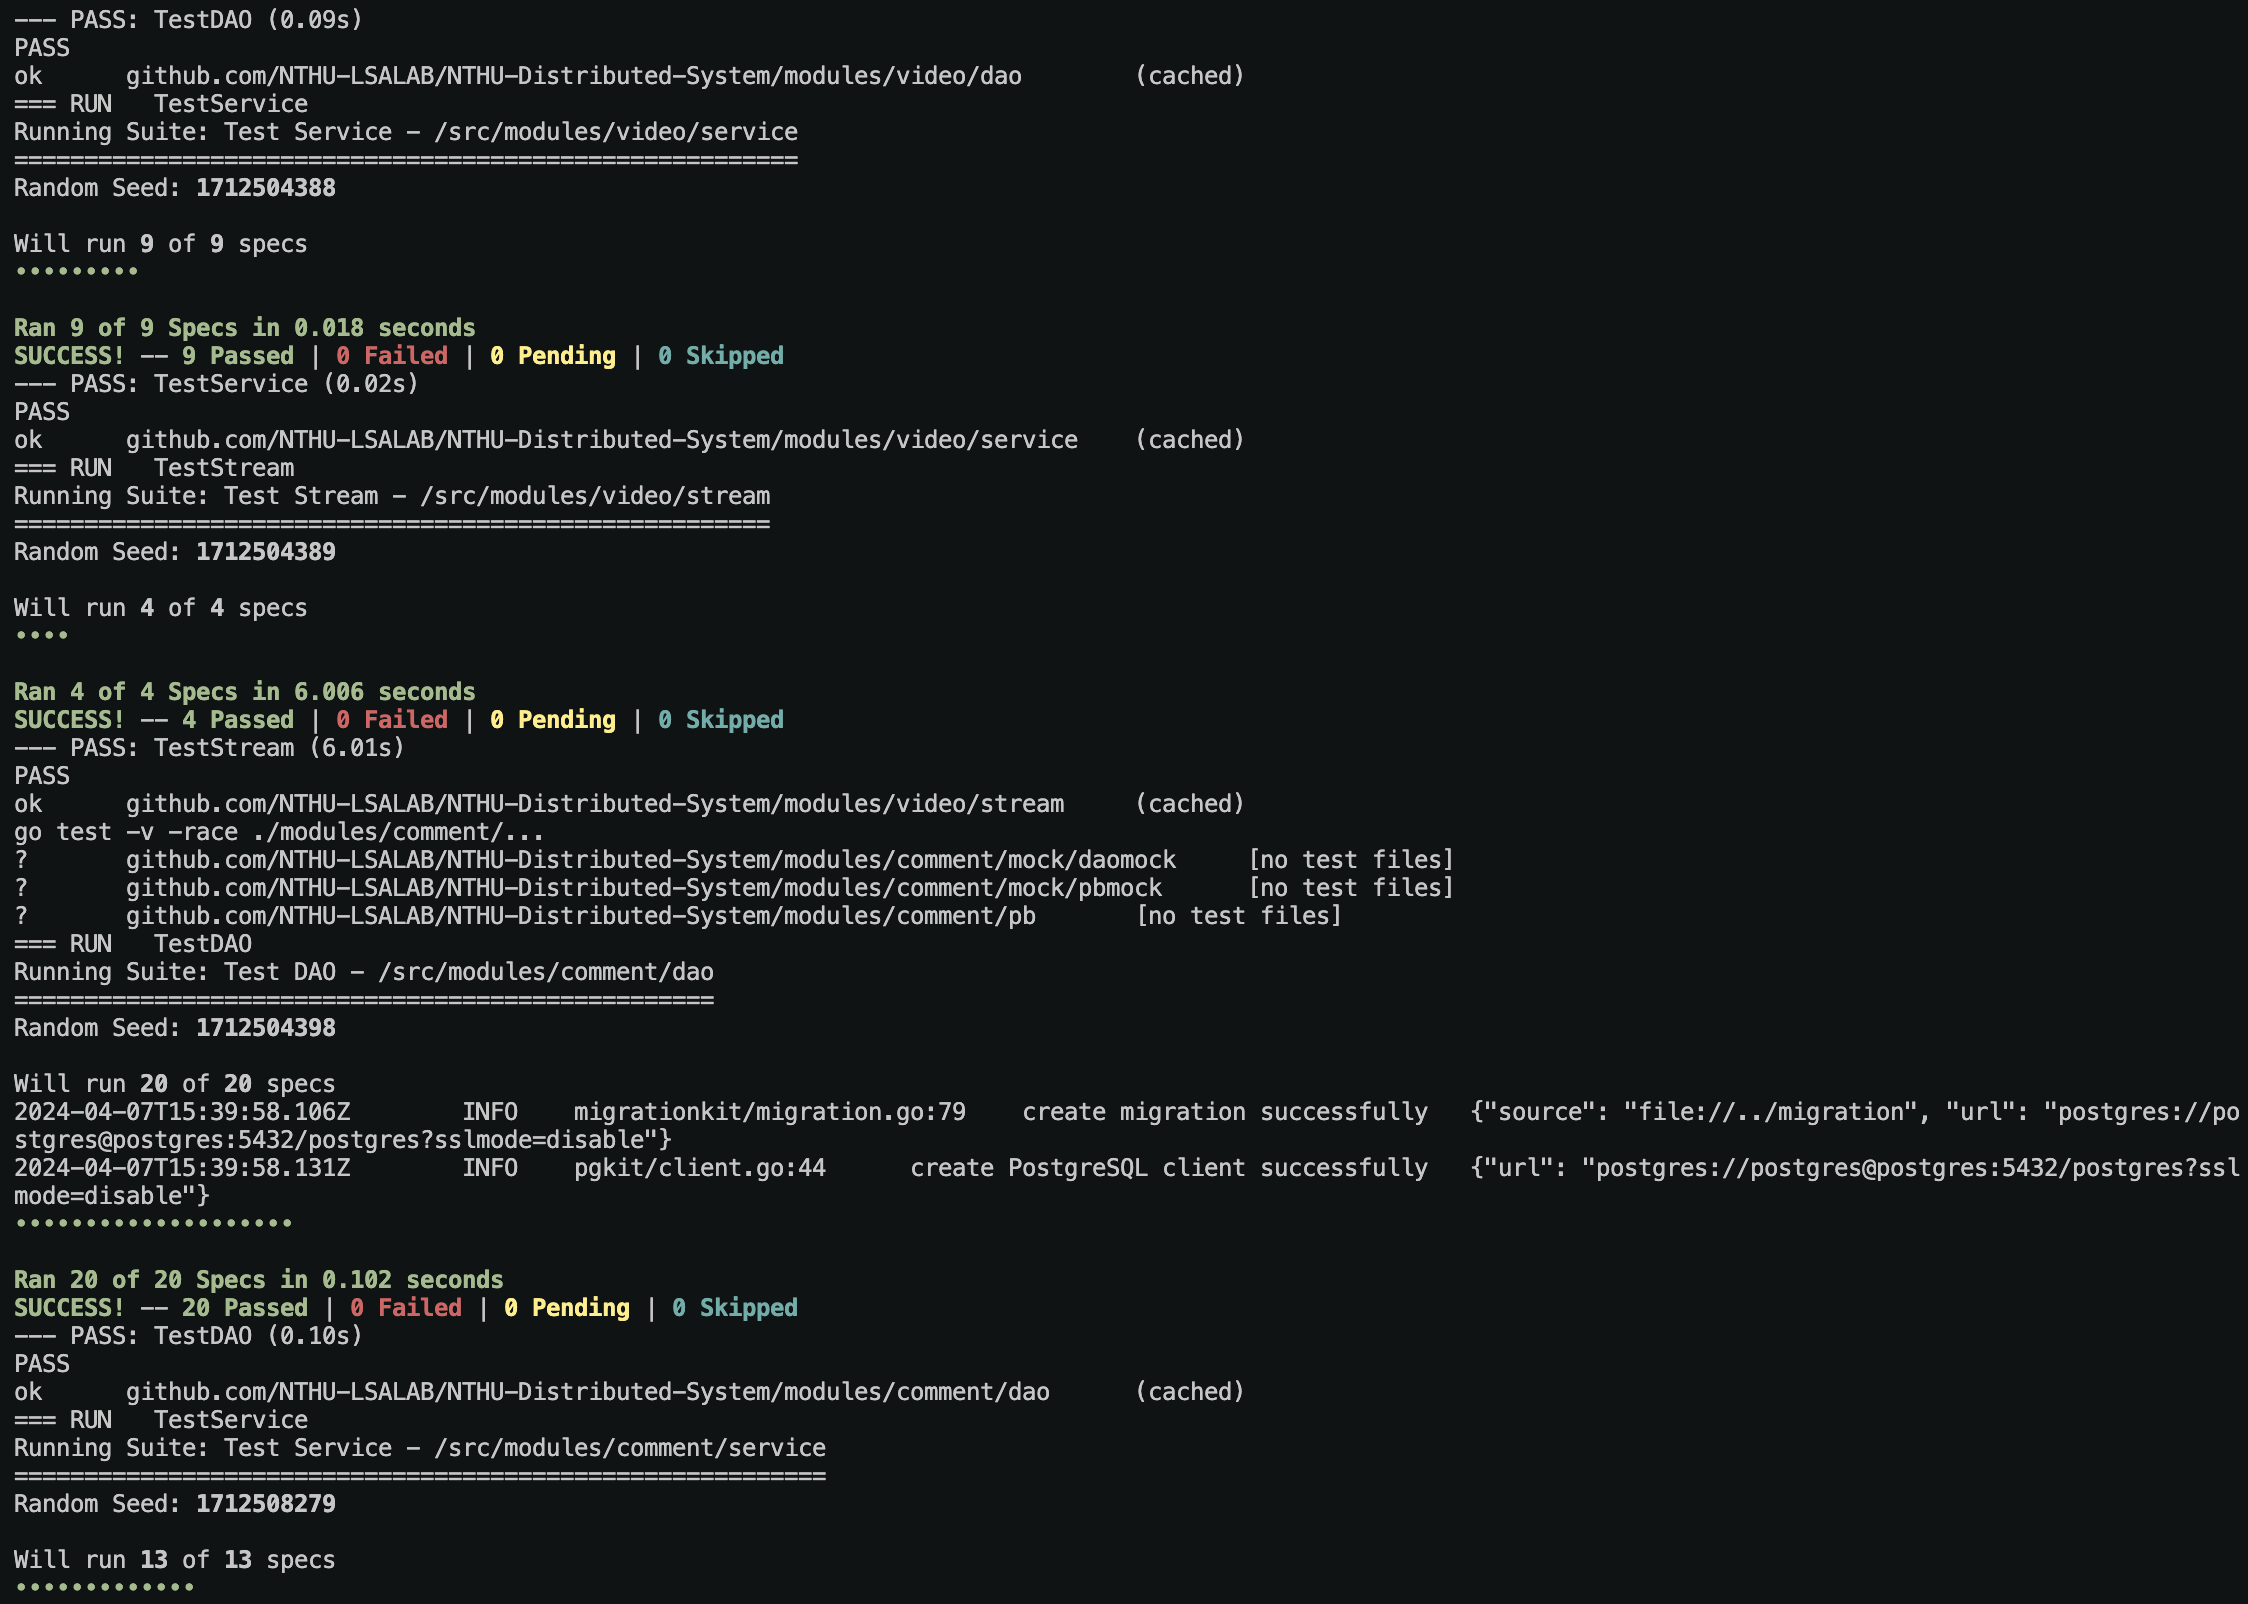 --- PASS: TestDAO (0.09s)
PASS
ok      github.com/NTHU-LSALAB/NTHU-Distributed-System/modules/video/dao        (cached)
=== RUN   TestService
Running Suite: Test Service - /src/modules/video/service
========================================================
Random Seed: 1712504388

Will run 9 of 9 specs
•••••••••

Ran 9 of 9 Specs in 0.018 seconds
SUCCESS! -- 9 Passed | 0 Failed | 0 Pending | 0 Skipped
--- PASS: TestService (0.02s)
PASS
ok      github.com/NTHU-LSALAB/NTHU-Distributed-System/modules/video/service    (cached)
=== RUN   TestStream
Running Suite: Test Stream - /src/modules/video/stream
======================================================
Random Seed: 1712504389

Will run 4 of 4 specs
••••

Ran 4 of 4 Specs in 6.006 seconds
SUCCESS! -- 4 Passed | 0 Failed | 0 Pending | 0 Skipped
--- PASS: TestStream (6.01s)
PASS
ok      github.com/NTHU-LSALAB/NTHU-Distributed-System/modules/video/stream     (cached)
go test -v -race ./modules/comment/...
?       github.com/NTHU-LSALAB/NTHU-Distributed-System/modules/comment/mock/daomock     [no test files]
?       github.com/NTHU-LSALAB/NTHU-Distributed-System/modules/comment/mock/pbmock      [no test files]
?       github.com/NTHU-LSALAB/NTHU-Distributed-System/modules/comment/pb       [no test files]
=== RUN   TestDAO
Running Suite: Test DAO - /src/modules/comment/dao
==================================================
Random Seed: 1712504398

Will run 20 of 20 specs
2024-04-07T15:39:58.106Z        INFO    migrationkit/migration.go:79    create migration successfully   {"source": "file://../migration", "url": "postgres://po
stgres@postgres:5432/postgres?sslmode=disable"}
2024-04-07T15:39:58.131Z        INFO    pgkit/client.go:44      create PostgreSQL client successfully   {"url": "postgres://postgres@postgres:5432/postgres?ssl
mode=disable"}
••••••••••••••••••••

Ran 20 of 20 Specs in 0.102 seconds
SUCCESS! -- 20 Passed | 0 Failed | 0 Pending | 0 Skipped
--- PASS: TestDAO (0.10s)
PASS
ok      github.com/NTHU-LSALAB/NTHU-Distributed-System/modules/comment/dao      (cached)
=== RUN   TestService
Running Suite: Test Service - /src/modules/comment/service
==========================================================
Random Seed: 1712508279

Will run 13 of 13 specs
•••••••••••••